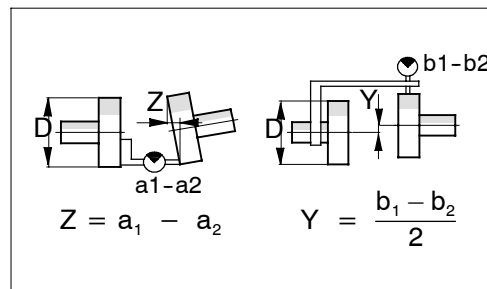 b1-b2
Z
Y
D
D
a1-a2
Z = a₁ - a₂
Y = b₁ - b₂ / 2